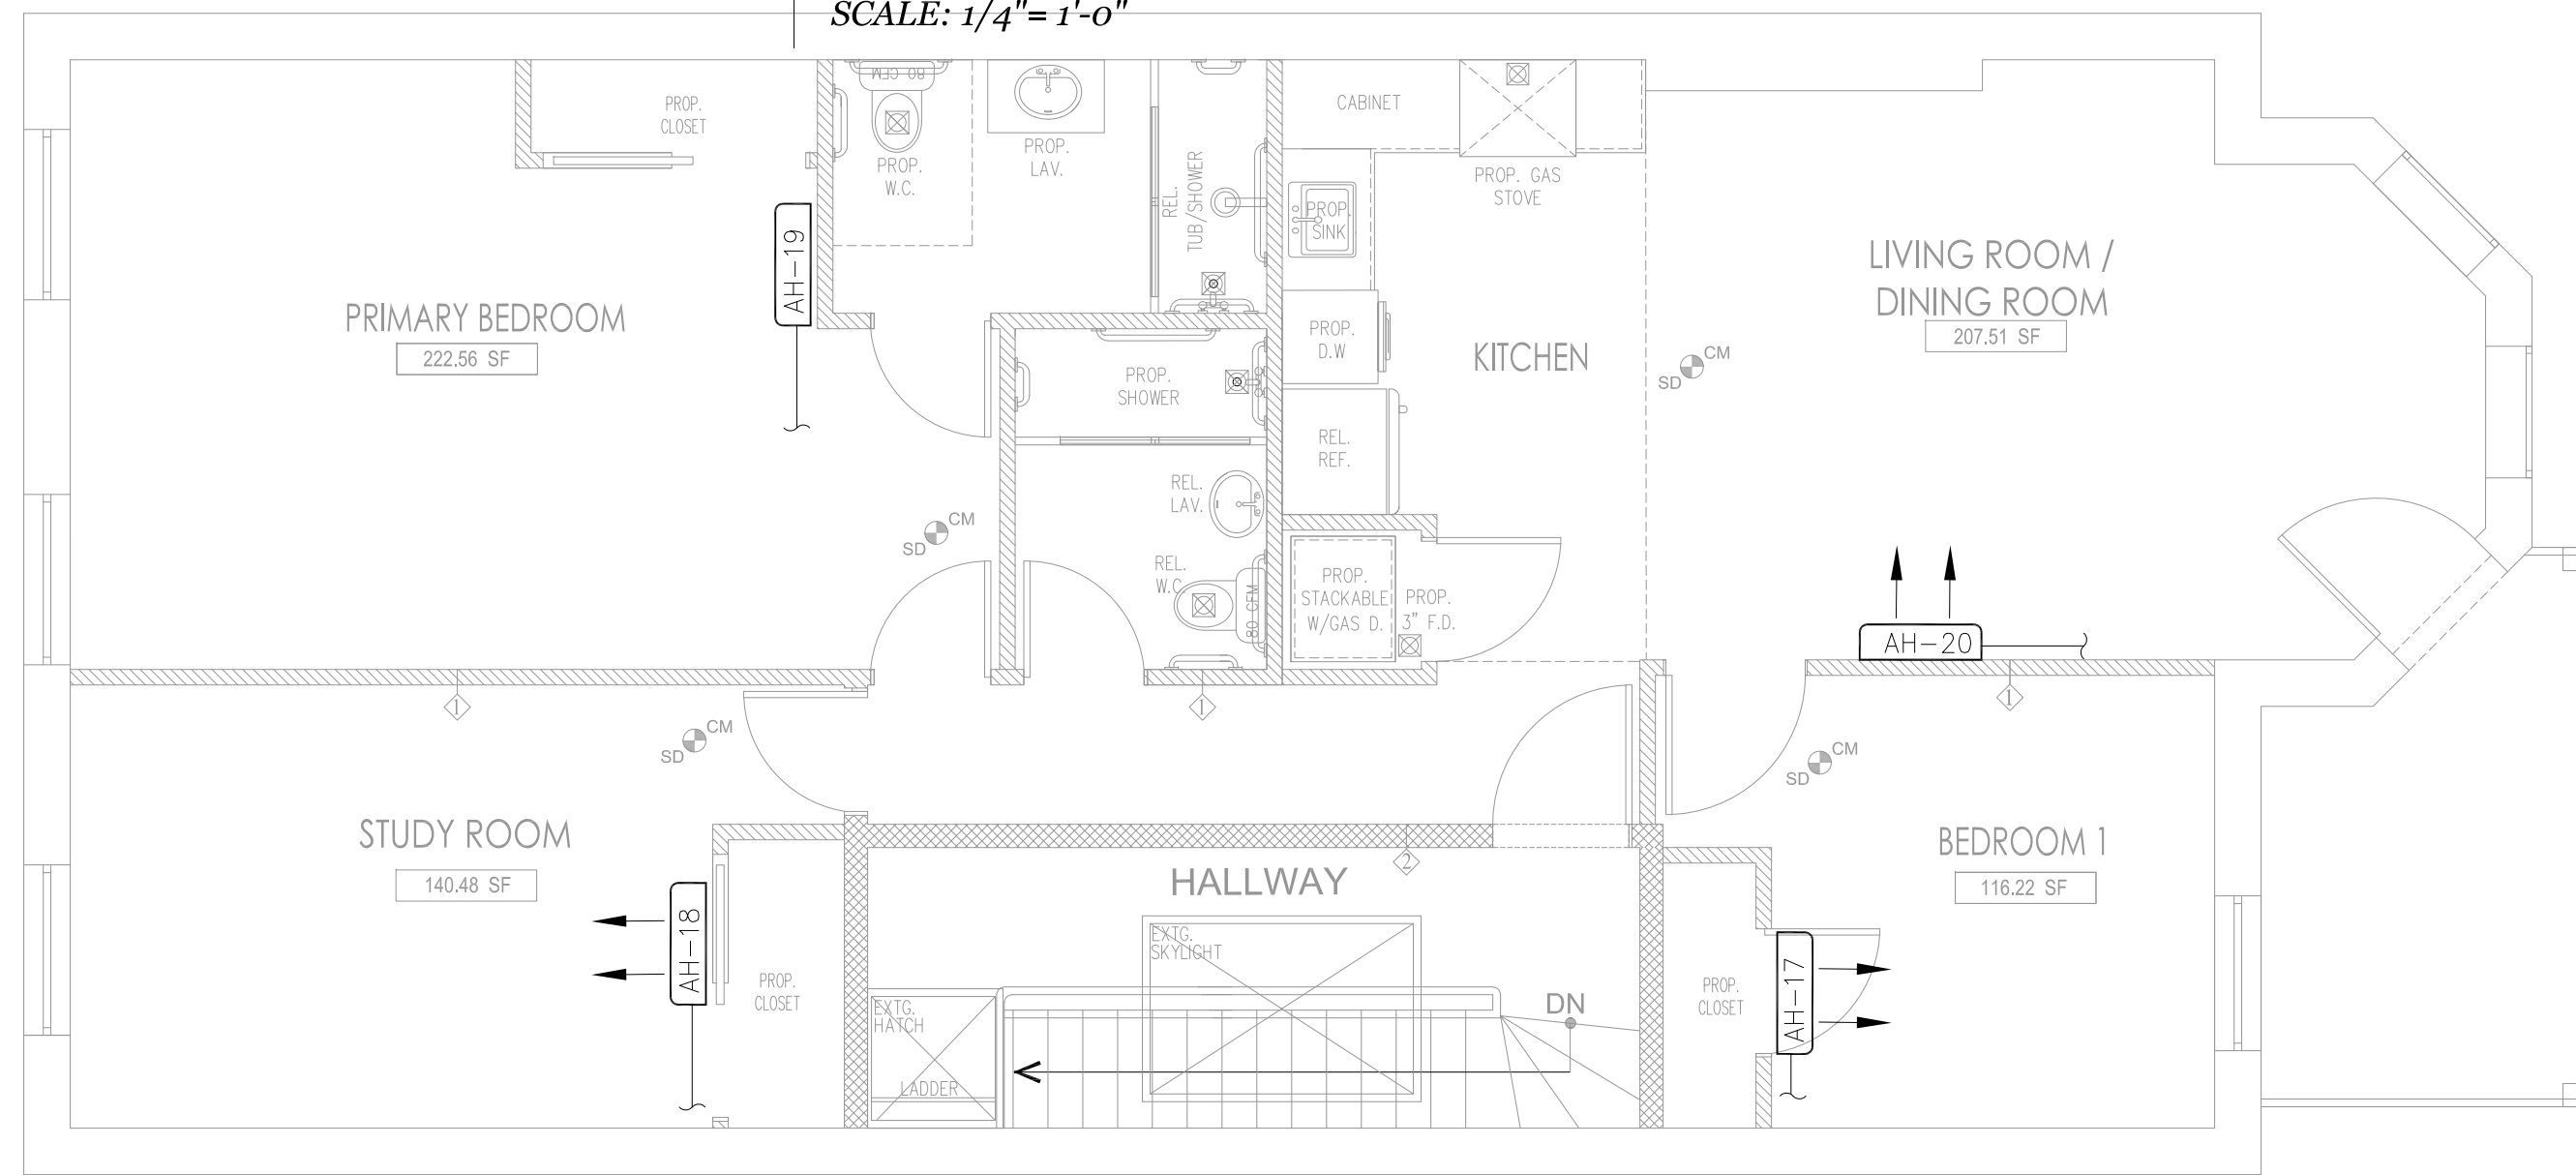 SCALE: 1/4"= 1'-0"
PROP.
CLOSET
80 CFM
PROP.
W.C.
PROP.
LAV.
REL.
TUB/SHOWER
CABINET
PROP. GAS
STOVE
PROP.
SINK
AH-19
PRIMARY BEDROOM
222.56 SF
LIVING ROOM /
DINING ROOM
207.51 SF
PROP.
D.W
KITCHEN
CM
SD
PROP.
SHOWER
REL.
REF.
REL.
LAV.
CM
SD
REL.
W.C.
80 CFM
PROP.
STACKABLE
W/GAS D.
PROP.
3" F.D.
AH-20
1
1
1
CM
SD
CM
SD
STUDY ROOM
140.48 SF
AH-18
PROP.
CLOSET
HALLWAY
2
EXTG.
SKYLIGHT
EXTG.
HATCH
LADDER
DN
PROP.
CLOSET
AH-17
BEDROOM 1
116.22 SF